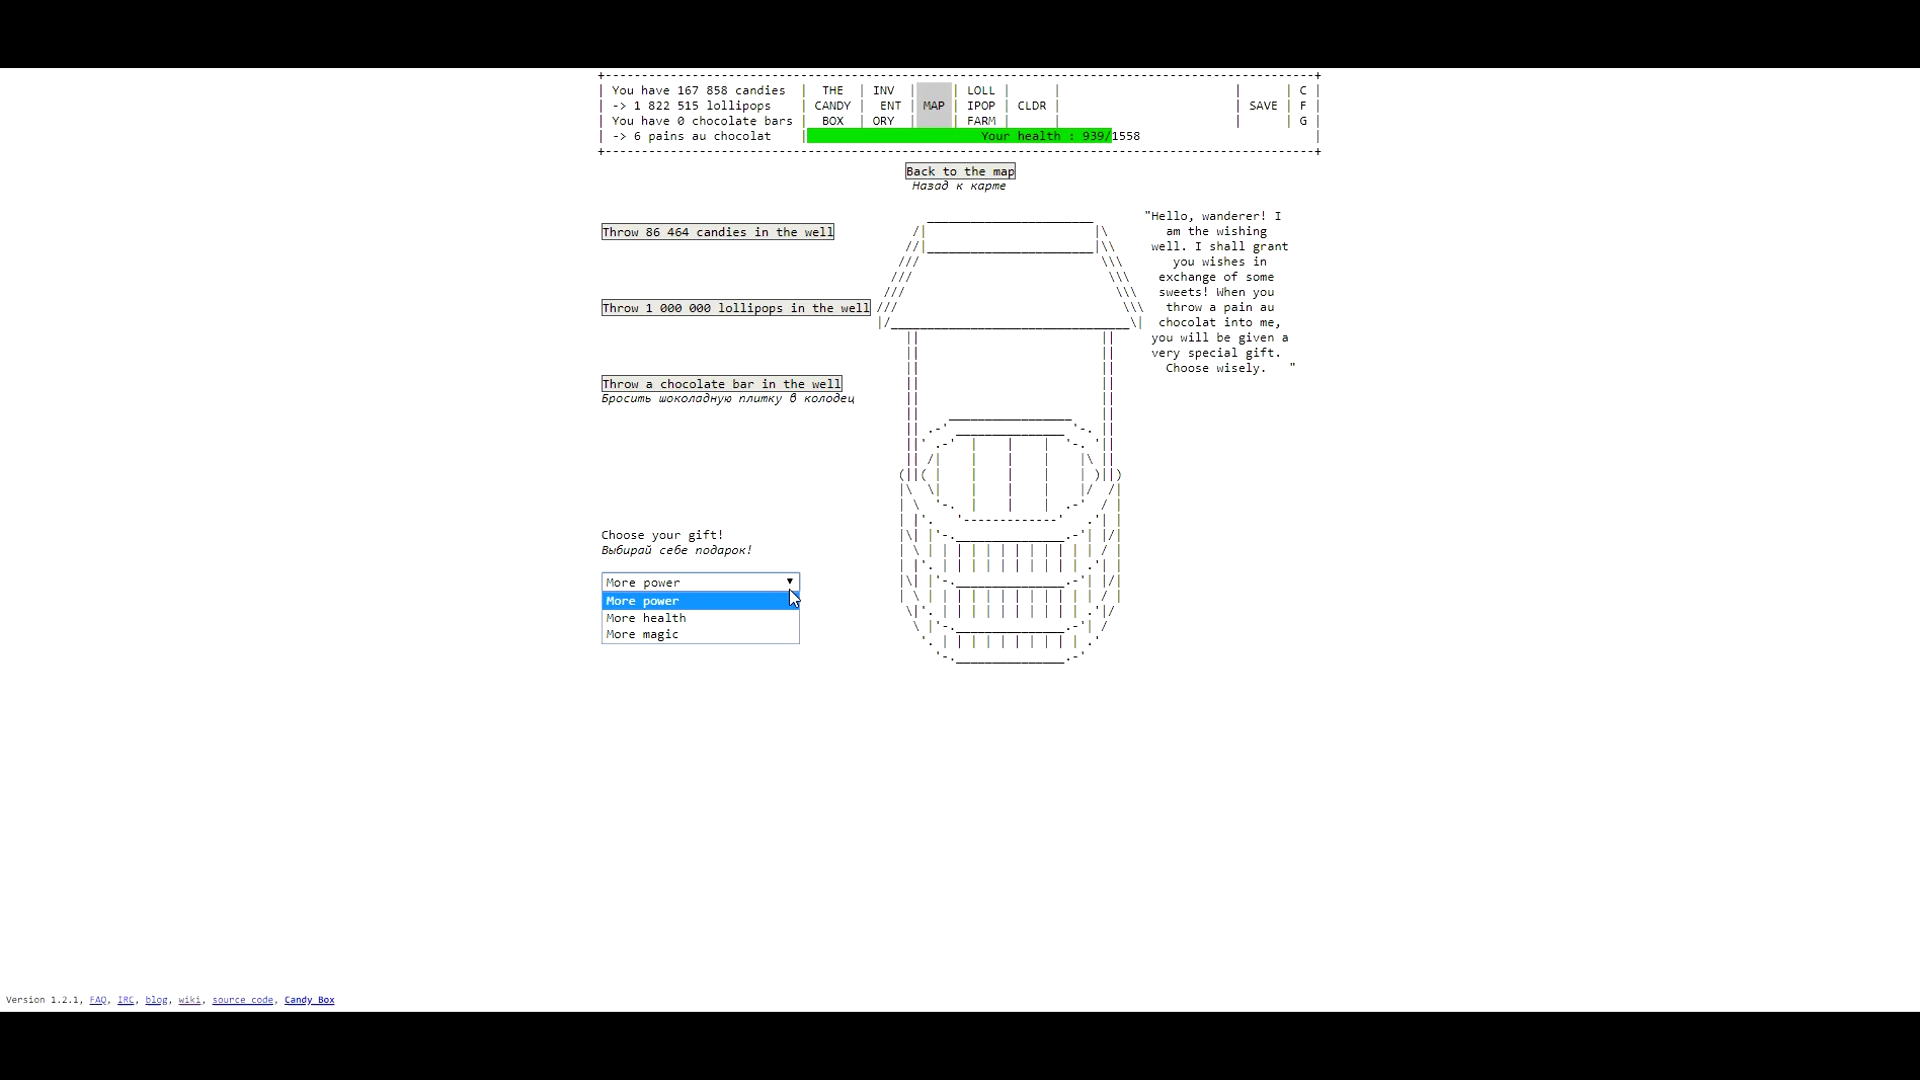 You have 167 858 candies
-> 1 822 515 lollipops
You have 0 chocolate bars
-> 6 pains au chocolat
THE CANDY BOX
INV ENT ORY
MAP
LOLL IPOP FARM
CLDR
SAVE
C F G
Your health : 939/1558
Back to the map
Назад к карте
Throw 86 464 candies in the well
Throw 1 000 000 lollipops in the well
Throw a chocolate bar in the well
Бросить шоколадную плитку в колодец
"Hello, wanderer! I
am the wishing
well. I shall grant
you wishes in
exchange of some
sweets! When you
throw a pain au
chocolat into me,
you will be given a
very special gift.
Choose wisely. "
Choose your gift!
Выбирай себе подарок!
More power
More power
More health
More magic
Version 1.2.1, FAQ, IRC, blog, wiki, source code, Candy Box